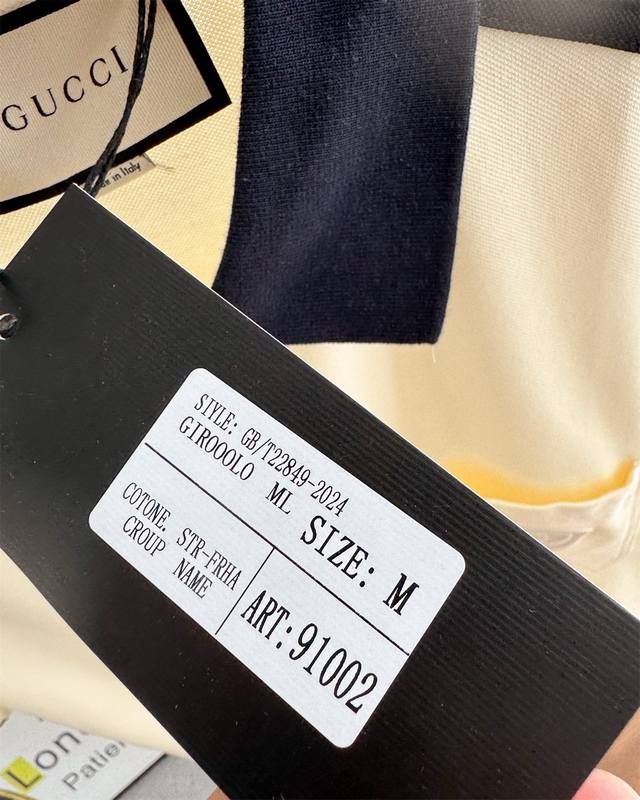 GUCCI
de in Italy
STYLE: GB/T22849-2024
GIROOOLO ML
SIZE: M
COTONE. STR-FRHA
CROUP NAME
ART:91002
Lon
Patie